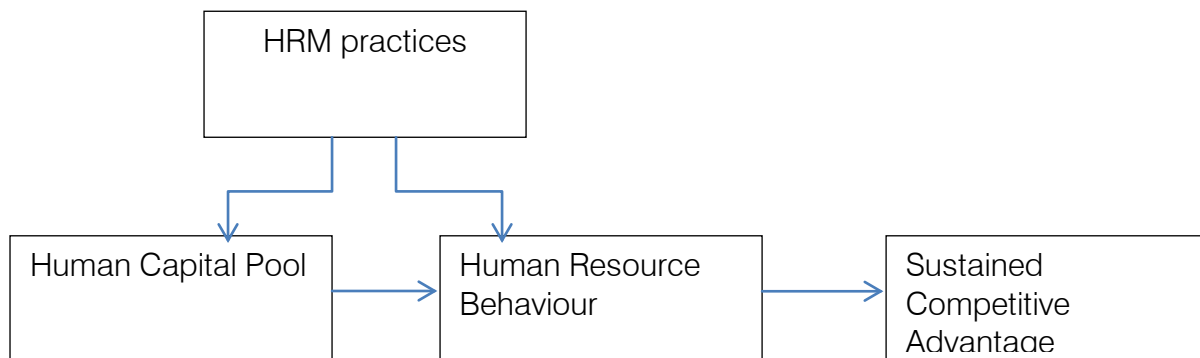 HRM practices
Human Capital Pool
Human Resource
Behaviour
Sustained
Competitive
Advantage